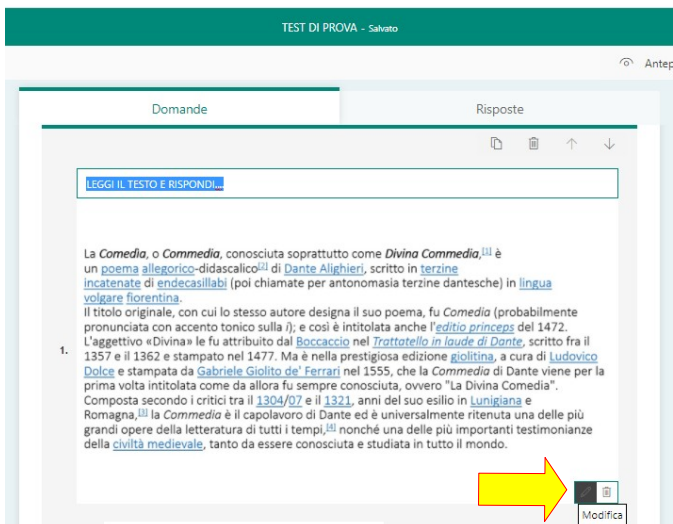 TEST DI PROVA - Salvato
Antep
Domande
Risposte
LEGGI IL TESTO E RISPONDI....
La Comedìa, o Commedia, conosciuta soprattutto come Divina Commedia,[1] è
un poema allegorico-didascalico[2] di Dante Alighieri, scritto in terzine
incatenate di endecasillabi (poi chiamate per antonomasia terzine dantesche) in lingua
volgare fiorentina.
Il titolo originale, con cui lo stesso autore designa il suo poema, fu Comedia (probabilmente
pronunciata con accento tonico sulla i); e così è intitolata anche l'editio princeps del 1472.
L'aggettivo «Divina» le fu attribuito dal Boccaccio nel Trattatello in laude di Dante, scritto fra il
1. 1357 e il 1362 e stampato nel 1477. Ma è nella prestigiosa edizione giolitina, a cura di Ludovico
Dolce e stampata da Gabriele Giolito de' Ferrari nel 1555, che la Commedia di Dante viene per la
prima volta intitolata come da allora fu sempre conosciuta, ovvero "La Divina Comedia".
Composta secondo i critici tra il 1304/07 e il 1321, anni del suo esilio in Lunigiana e
Romagna,[3] la Commedia è il capolavoro di Dante ed è universalmente ritenuta una delle più
grandi opere della letteratura di tutti i tempi,[4] nonché una delle più importanti testimonianze
della civiltà medievale, tanto da essere conosciuta e studiata in tutto il mondo.
Modifica